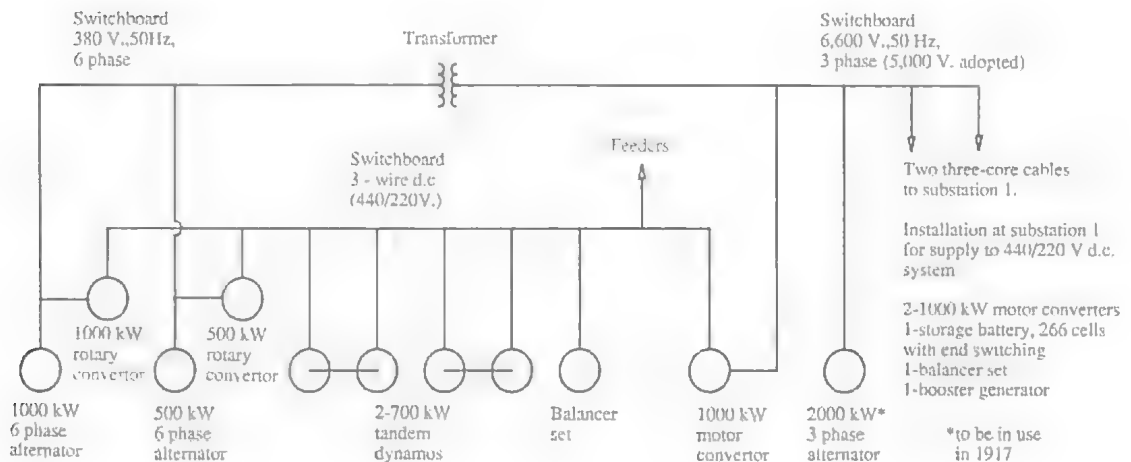 Switchboard
380 V.,50Hz,
6 phase
Transformer
Switchboard
6,600 V.,50 Hz,
3 phase (5,000 V. adopted)
Switchboard
3 - wire d.c
(440/220V.)
Feeders
Two three-core cables
to substation 1.
Installation at substation 1
for supply to 440/220 V d.c.
system
2-1000 kW motor converters
1-storage battery, 266 cells
with end switching
1-balancer set
1-booster generator
*to be in use
in 1917
1000 kW
rotary
convertor
500 kW
rotary
convertor
1000 kW
6 phase
alternator
500 kW
6 phase
alternator
2-700 kW
tandem
dynamos
Balancer
set
1000 kW
motor
convertor
2000 kW*
3 phase
alternator